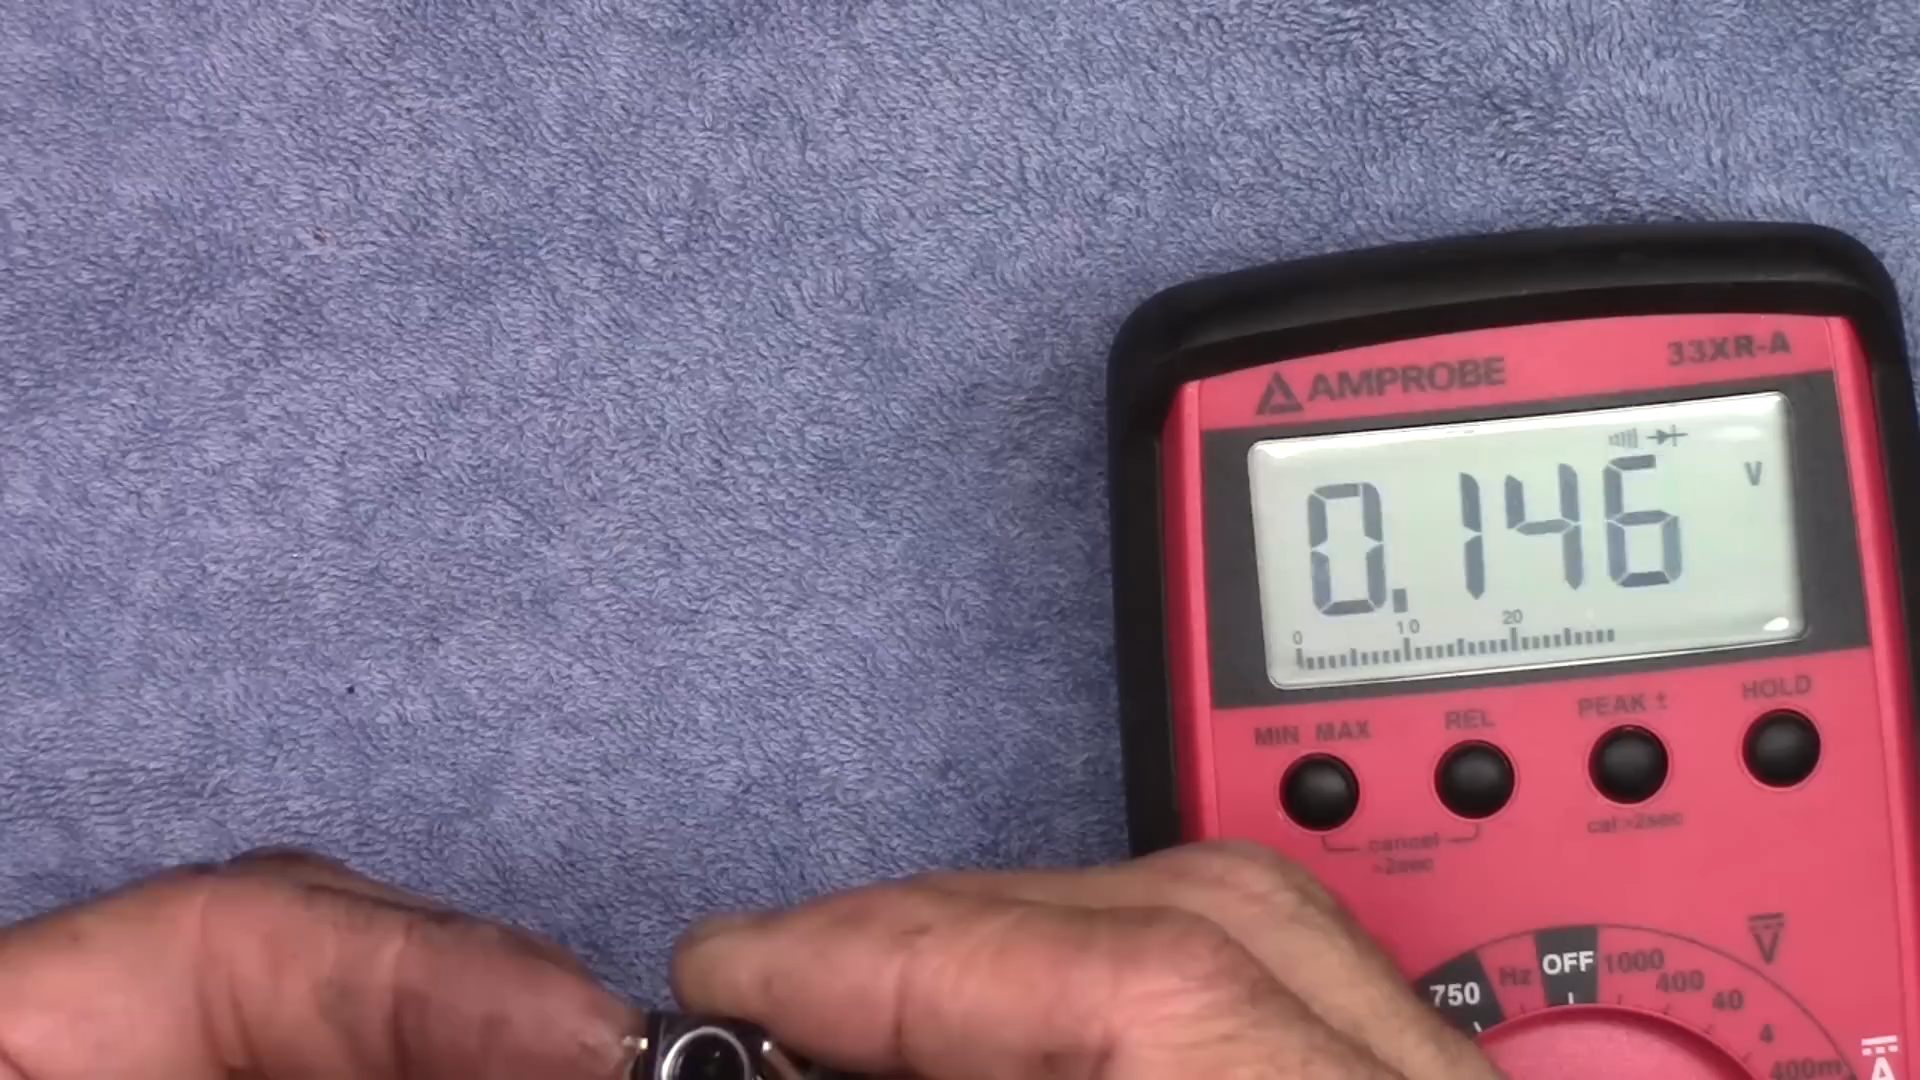 AMPROBE 33XR-A
V
0.146
0 10 20
MIN MAX REL PEAK ± HOLD
cancel
>2sec
cal >2sec
750 Hz OFF 1000 V
400
40
4
400m A